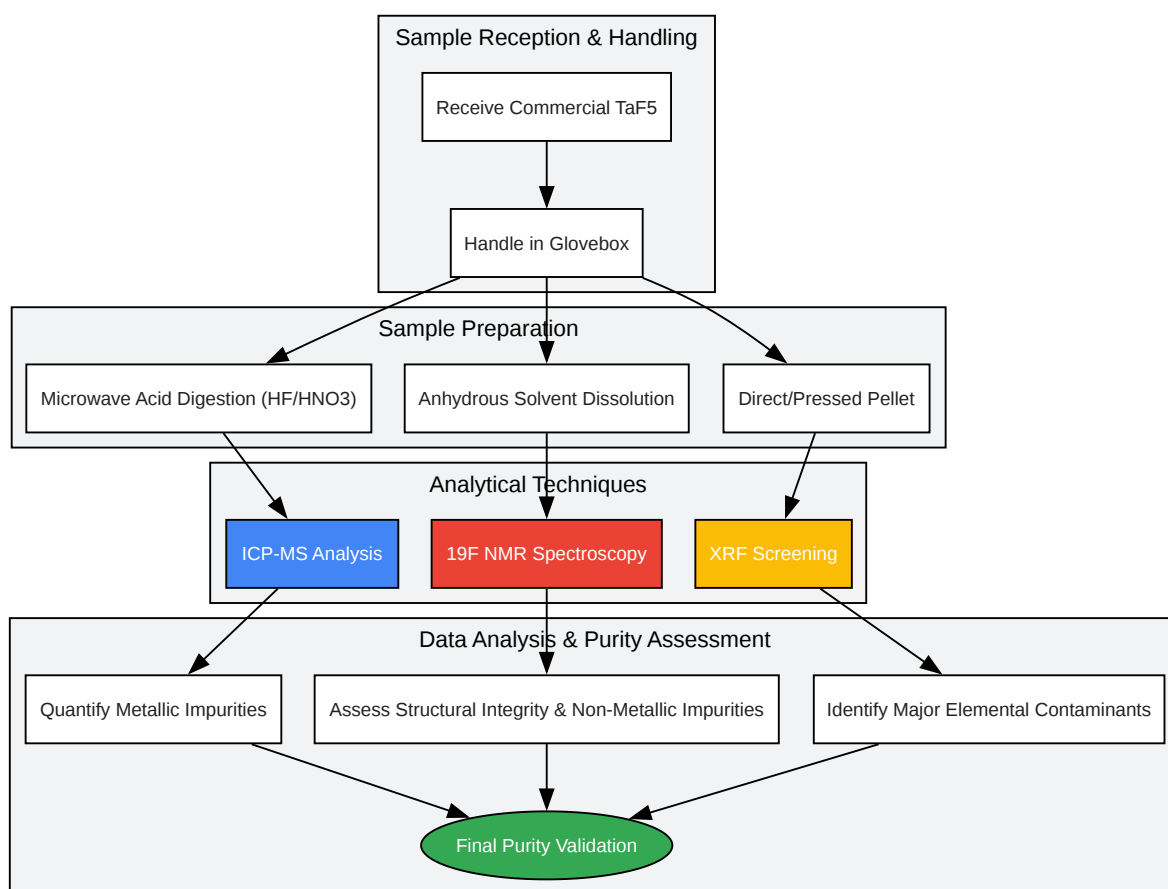 Sample Reception & Handling
Receive Commercial TaF5
Handle in Glovebox
Sample Preparation
Microwave Acid Digestion (HF/HNO3)
Anhydrous Solvent Dissolution
Direct/Pressed Pellet
Analytical Techniques
ICP-MS Analysis
19F NMR Spectroscopy
XRF Screening
Data Analysis & Purity Assessment
Quantify Metallic Impurities
Assess Structural Integrity & Non-Metallic Impurities
Identify Major Elemental Contaminants
Final Purity Validation